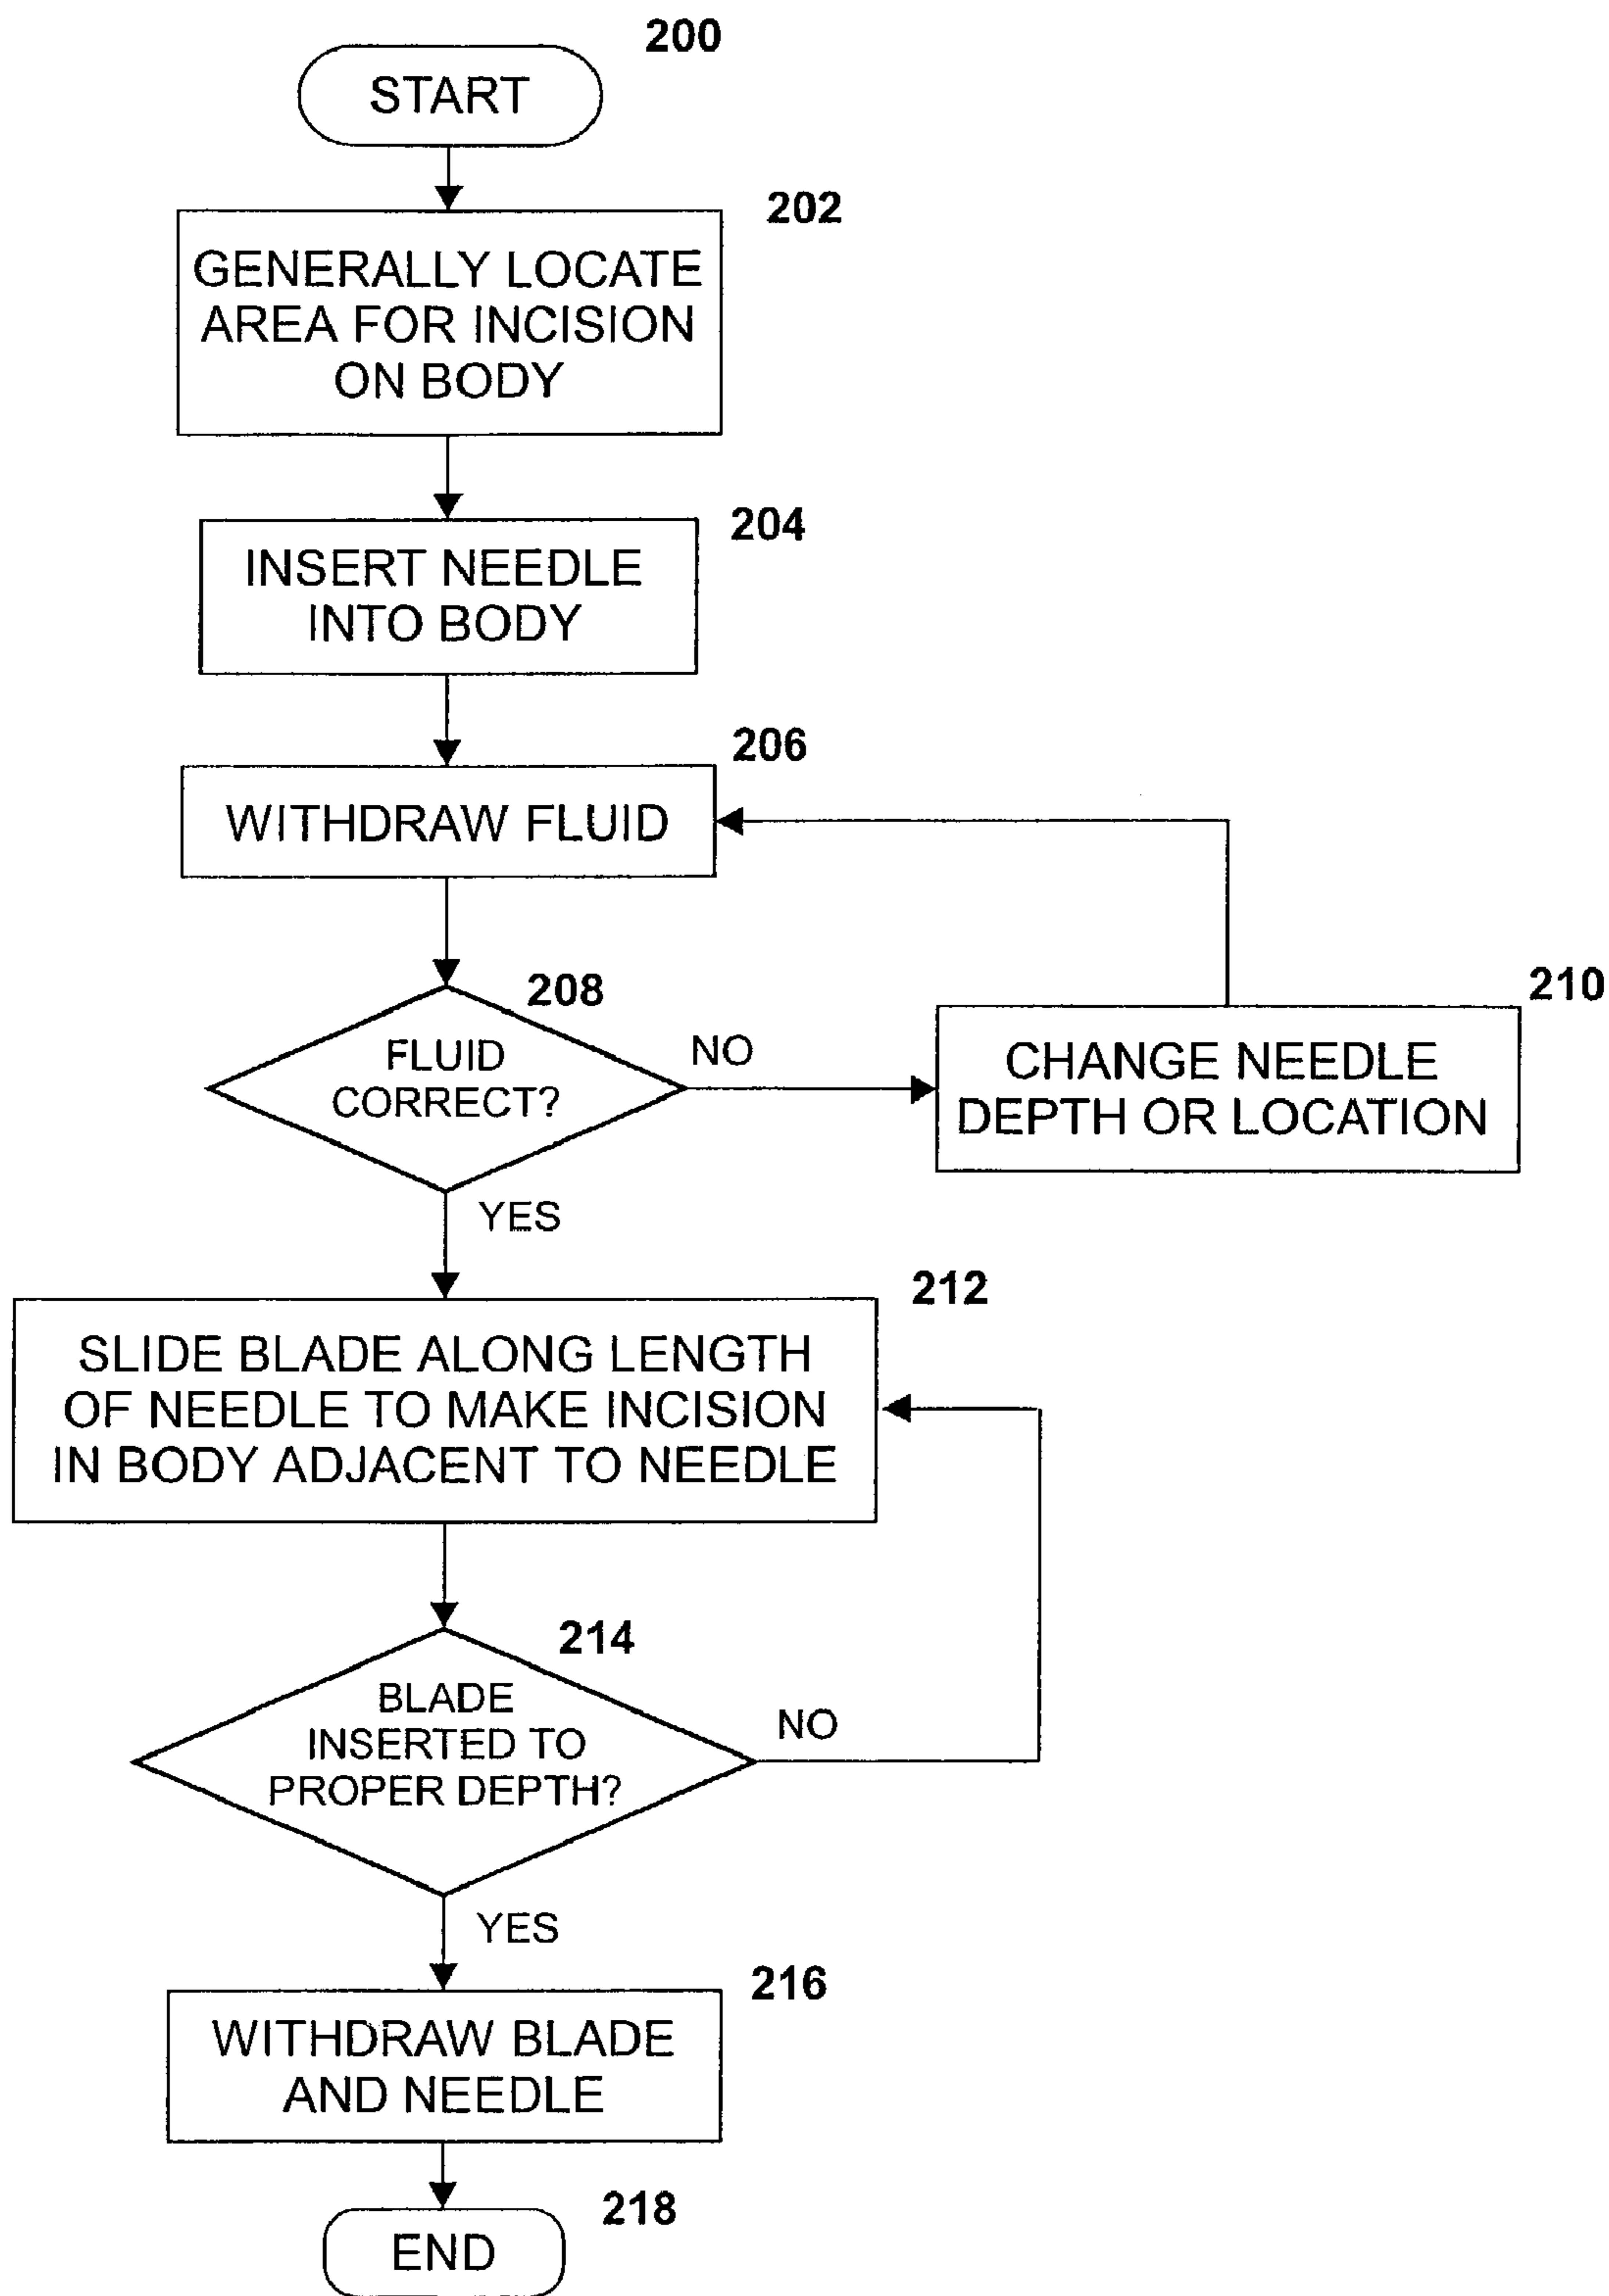 200
START
202
GENERALLY LOCATE
AREA FOR INCISION
ON BODY
204
INSERT NEEDLE
INTO BODY
206
WITHDRAW FLUID
208
FLUID
CORRECT?
NO
210
CHANGE NEEDLE
DEPTH OR LOCATION
YES
212
SLIDE BLADE ALONG LENGTH
OF NEEDLE TO MAKE INCISION
IN BODY ADJACENT TO NEEDLE
214
BLADE
INSERTED TO
PROPER DEPTH?
NO
YES
216
WITHDRAW BLADE
AND NEEDLE
218
END